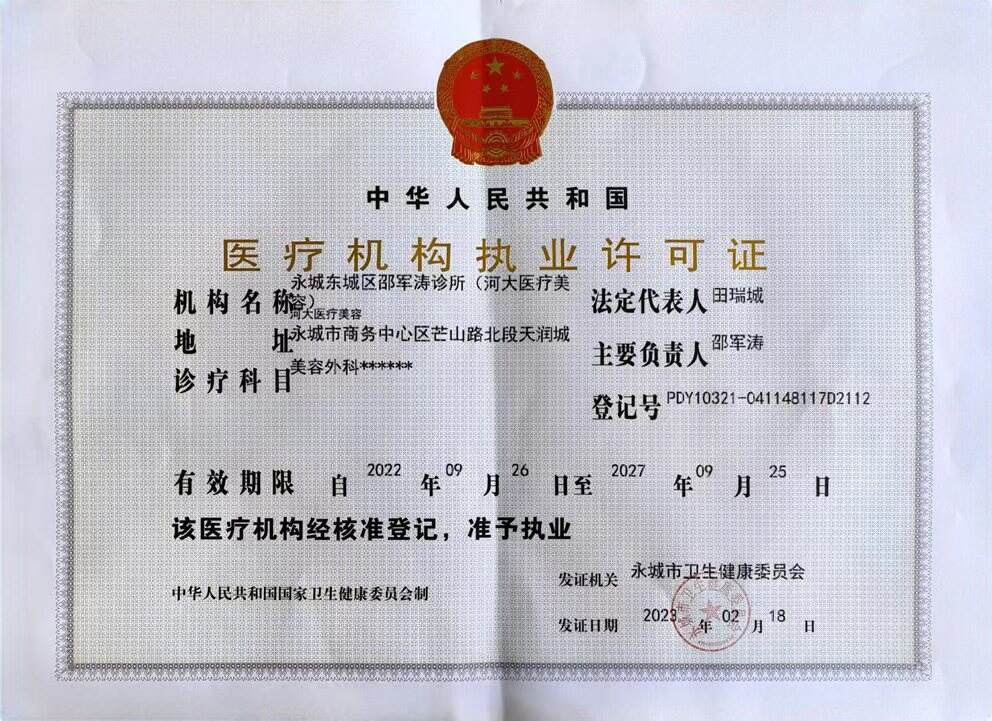 中华人民共和国
医疗机构执业许可证
机构名称 永城东城区邵军涛诊所（河大医疗美容）
河大医疗美容
地址 永城市商务中心区芒山路北段天润城
诊疗科目 美容外科******
法定代表人 田瑞城
主要负责人 邵军涛
登记号 PDY10321-041148117D2112
有效期限 自 2022 年 09 月 26 日至 2027 年 09 月 25 日
该医疗机构经核准登记，准予执业
中华人民共和国国家卫生健康委员会制
发证机关 永城市卫生健康委员会
发证日期 2023 年 02 月 18 日